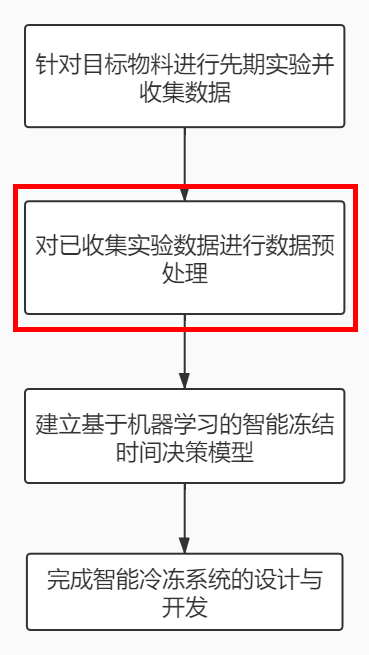 针对目标物料进行先期实验并
收集数据
对已收集实验数据进行数据预
处理
建立基于机器学习的智能冻结
时间决策模型
完成智能冷冻系统的设计与
开发